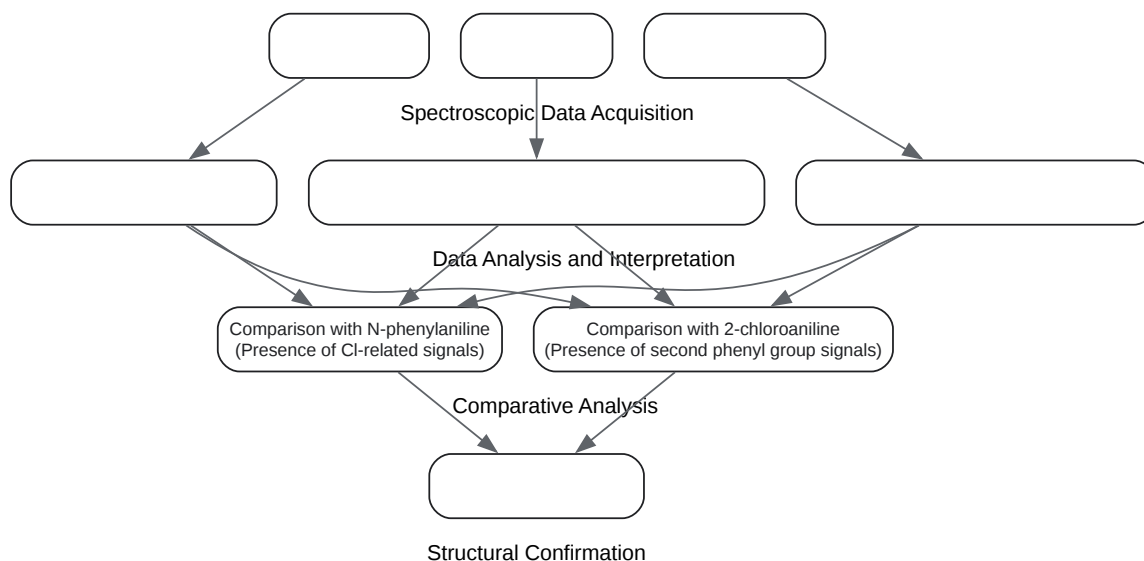 Spectroscopic Data Acquisition
Data Analysis and Interpretation
Comparison with N-phenylaniline
(Presence of Cl-related signals)
Comparison with 2-chloroaniline
(Presence of second phenyl group signals)
Comparative Analysis
Structural Confirmation